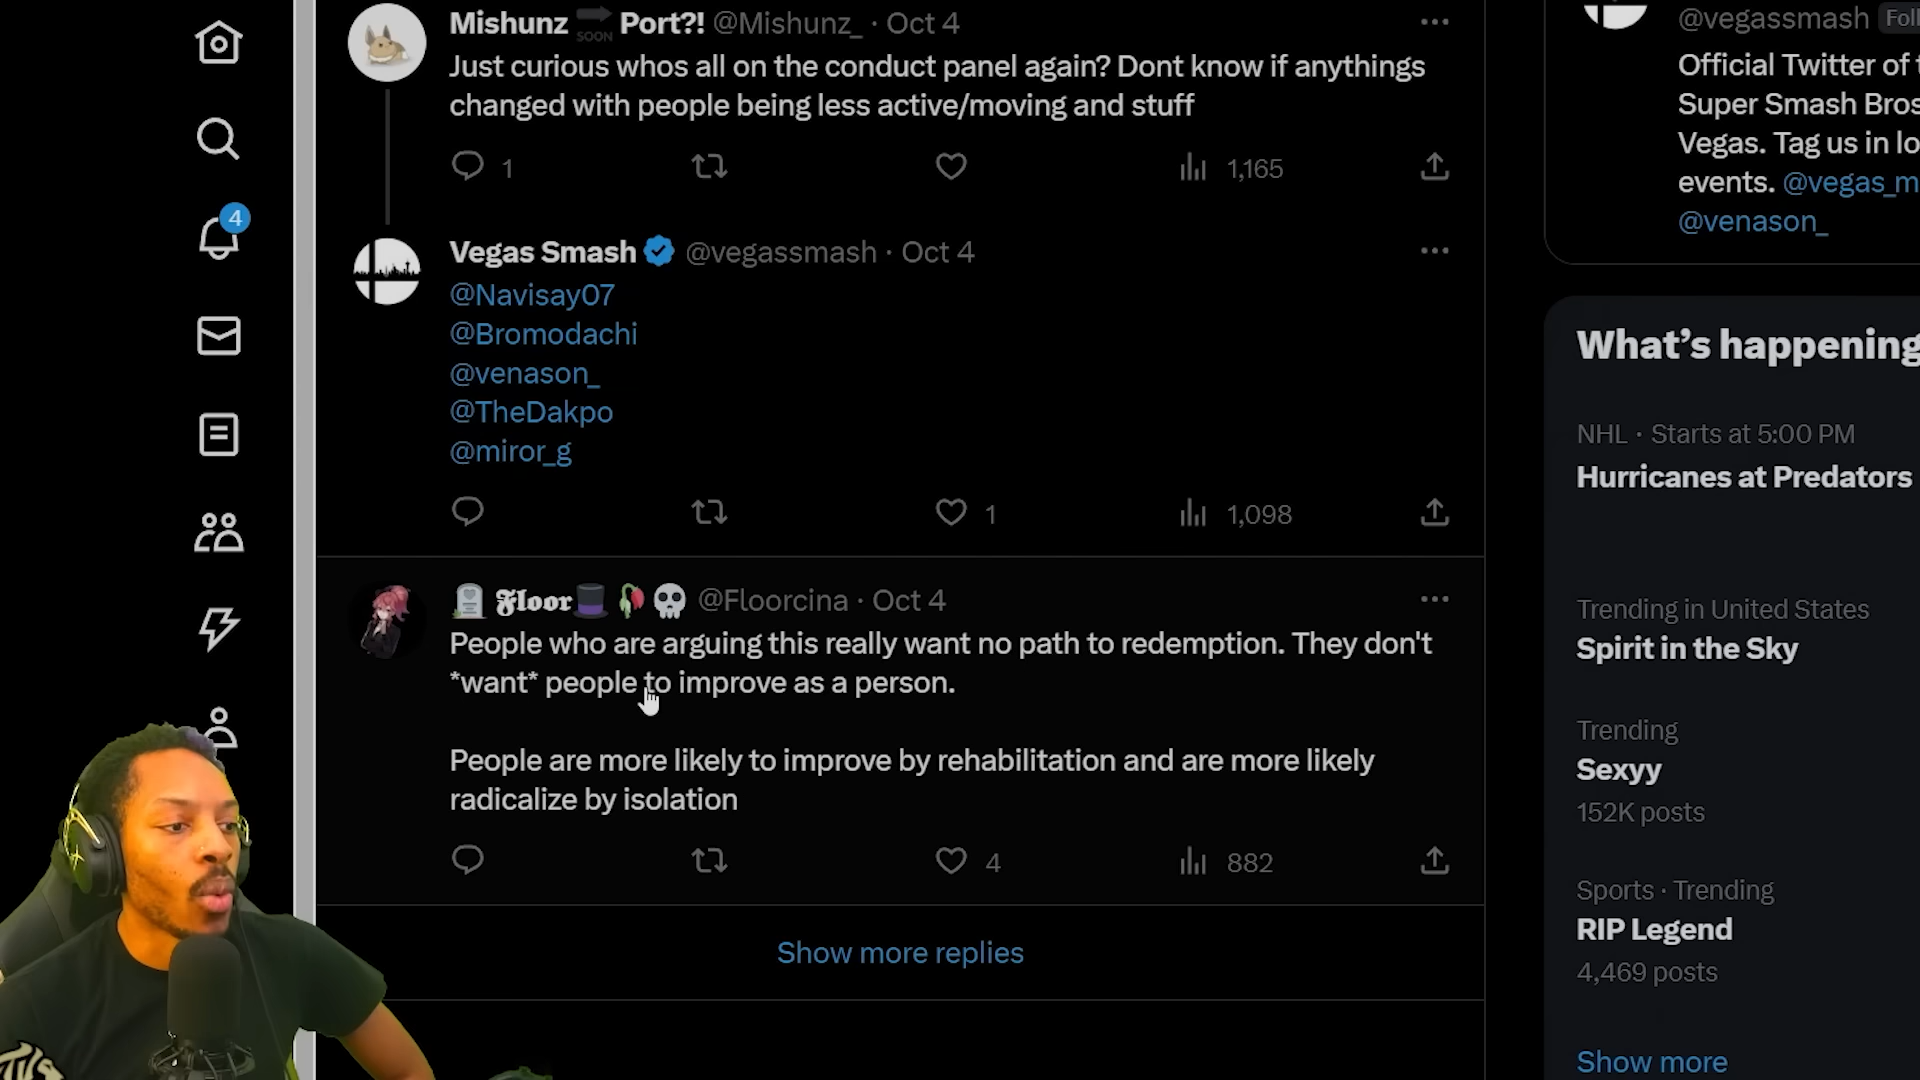 Mishunz SOON Port?! @Mishunz_ · Oct 4
Just curious whos all on the conduct panel again? Dont know if anythings
changed with people being less active/moving and stuff
1 1,165
Vegas Smash @vegassmash · Oct 4
@Navisay07
@Bromodachi
@venason_
@TheDakpo
@miror_g
1 1,098
𝕱𝖑𝖔𝖔𝖗 @Floorcina · Oct 4
People who are arguing this really want no path to redemption. They don't
*want* people to improve as a person.
People are more likely to improve by rehabilitation and are more likely
radicalize by isolation
4 882
Show more replies
4
@vegassmash Foll
Official Twitter of t
Super Smash Bros
Vegas. Tag us in lo
events. @vegas_m
@venason_
What's happening
NHL · Starts at 5:00 PM
Hurricanes at Predators
Trending in United States
Spirit in the Sky
Trending
Sexyy
152K posts
Sports · Trending
RIP Legend
4,469 posts
Show more